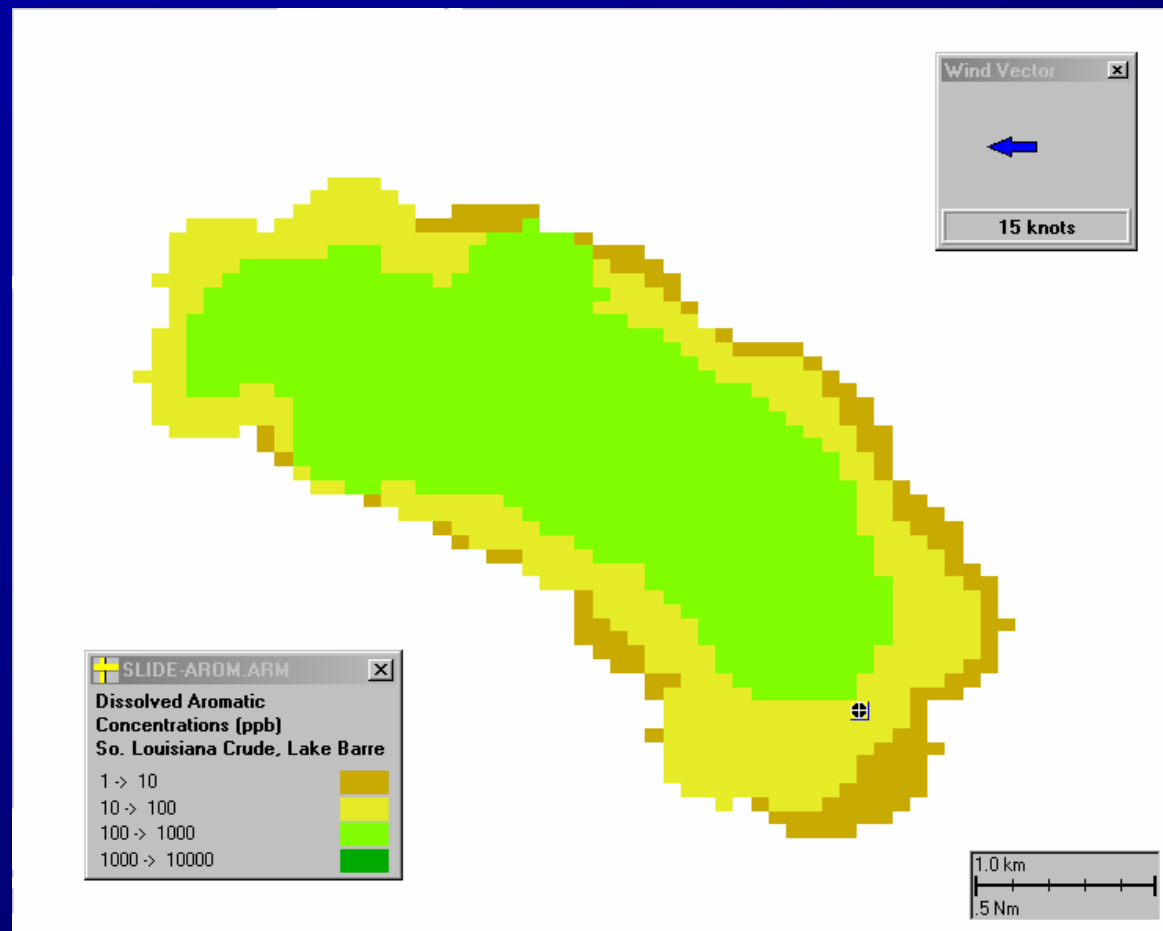 Wind Vector
15 knots
SLIDE-AROM.ARM
Dissolved Aromatic
Concentrations (ppb)
So. Louisiana Crude, Lake Barre
1 -> 10
10 -> 100
100 -> 1000
1000 -> 10000
1.0 km
.5 Nm